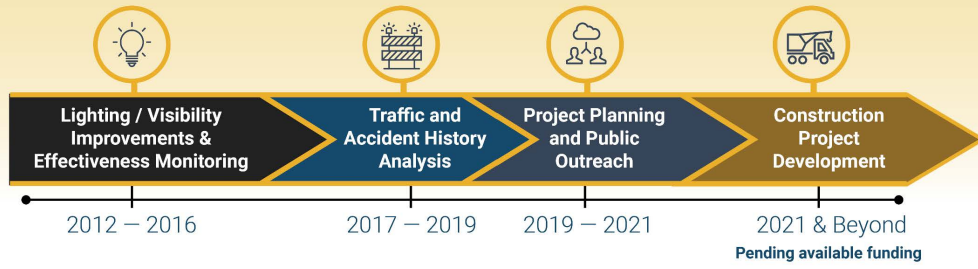 Lighting / Visibility
Improvements &
Effectiveness Monitoring
Traffic and
Accident History
Analysis
Project Planning
and Public
Outreach
Construction
Project
Development
2012 — 2016
2017 — 2019
2019 — 2021
2021 & Beyond
Pending available funding